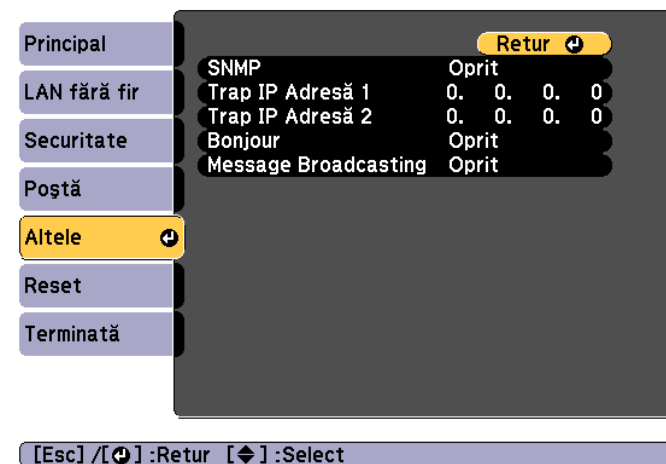 Principal
LAN fără fir
Securitate
Poştă
Altele
Reset
Terminată
Retur
SNMP Oprit
Trap IP Adresă 1 0. 0. 0. 0
Trap IP Adresă 2 0. 0. 0. 0
Bonjour Oprit
Message Broadcasting Oprit
[Esc] /[⏎] :Retur [◆] :Select